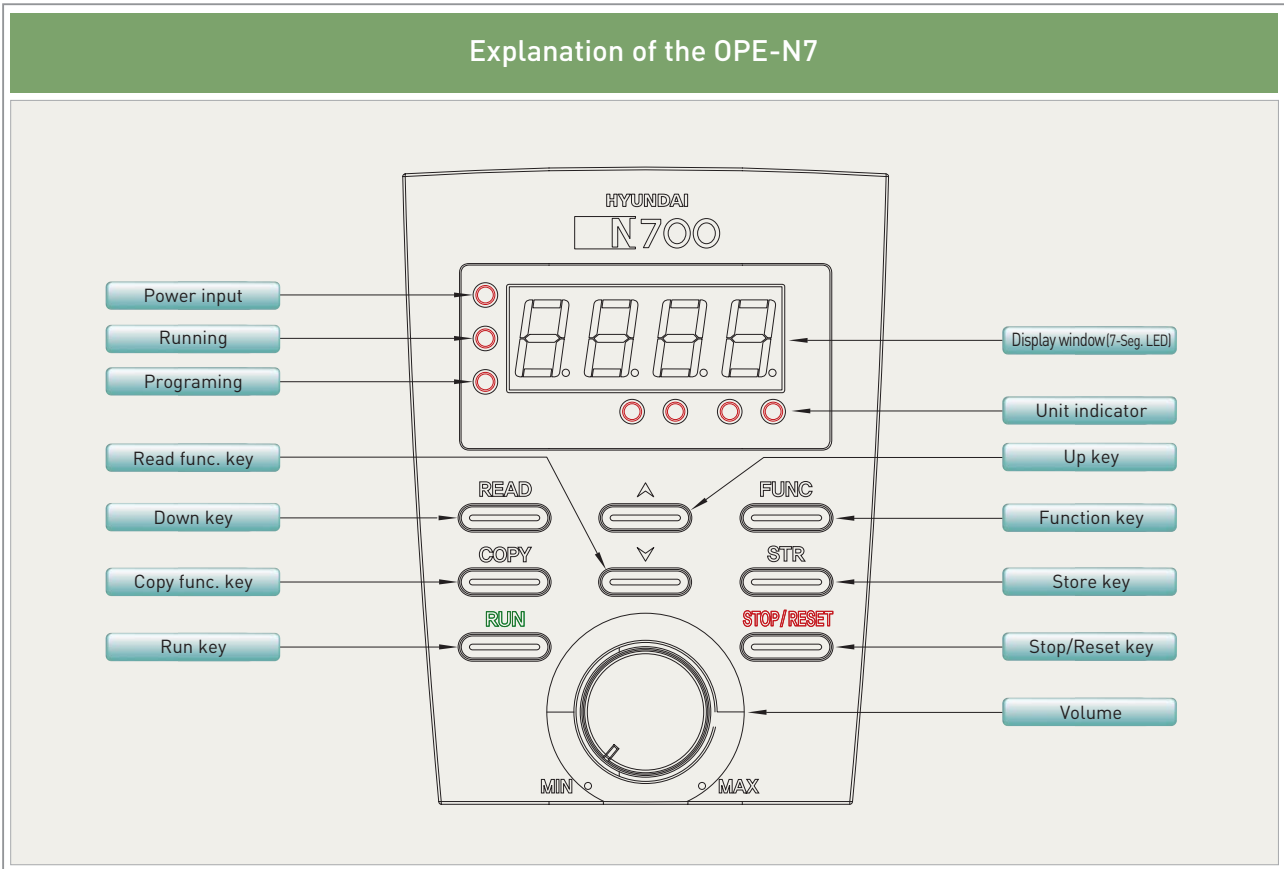 Explanation of the OPE-N7
HYUNDAI
N700
Power input
Running
Programing
Read func. key
Down key
Copy func. key
Run key
Display window(7-Seg. LED)
Unit indicator
Up key
Function key
Store key
Stop/Reset key
Volume
READ
FUNC
COPY
STR
RUN
STOP/RESET
MIN
MAX